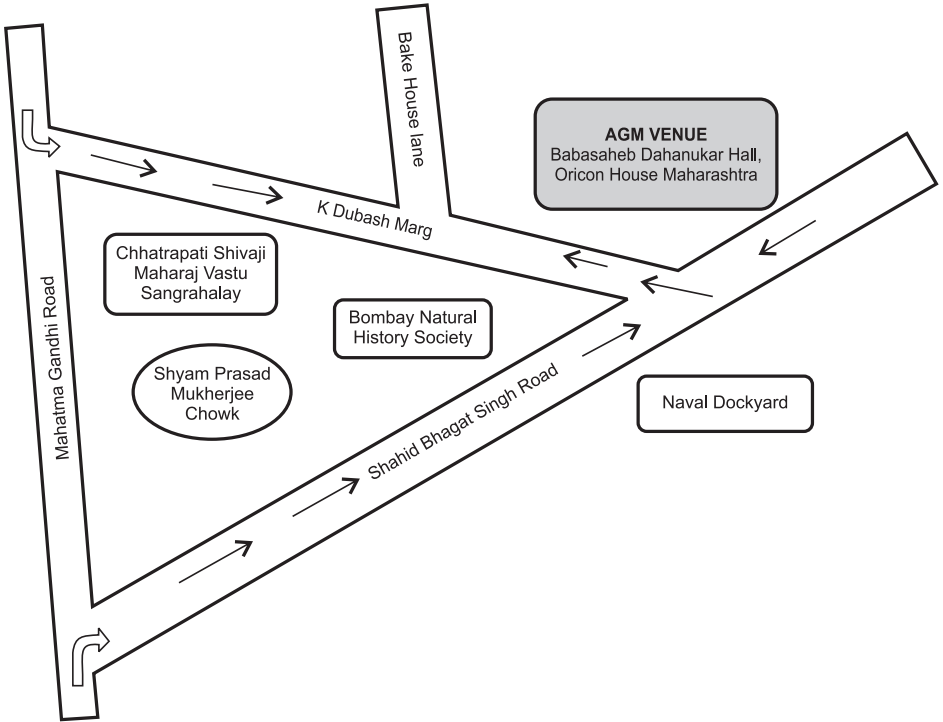 Bake House lane
AGM VENUE
Babasaheb Dahanukar Hall,
Oricon House Maharashtra
K Dubash Marg
Chhatrapati Shivaji
Maharaj Vastu
Sangrahalay
Mahatma Gandhi Road
Bombay Natural
History Society
Shyam Prasad
Mukherjee
Chowk
Shahid Bhagat Singh Road
Naval Dockyard